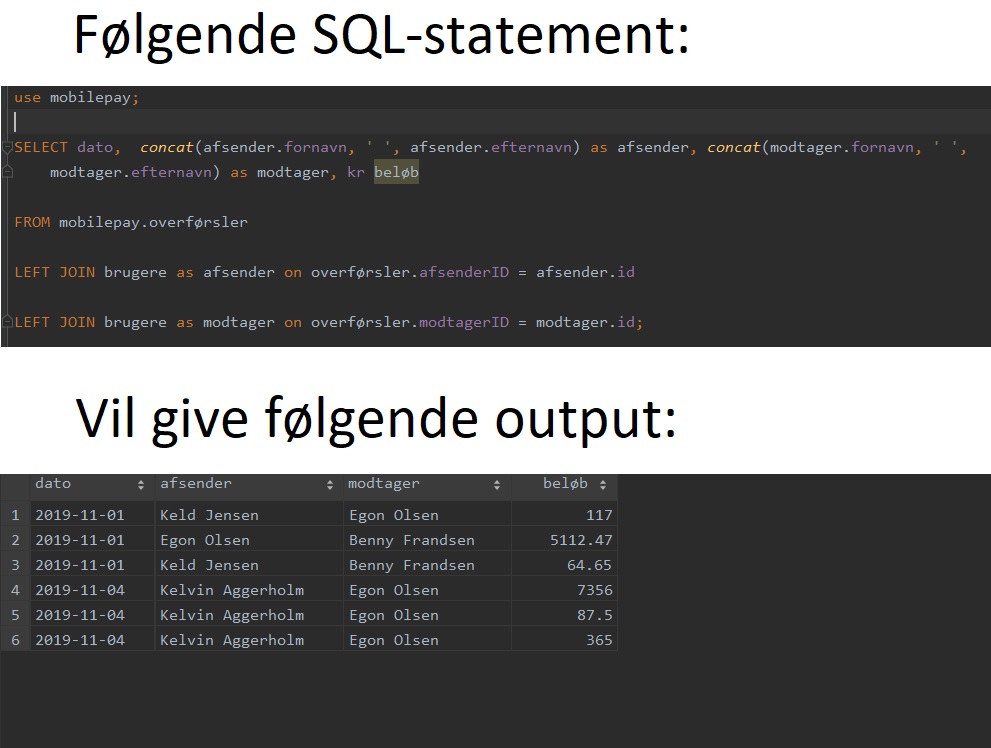 Følgende SQL-statement:
use mobilepay;
SELECT dato, concat(afsender.fornavn, ' ', afsender.efternavn) as afsender, concat(modtager.fornavn, ' ',
modtager.efternavn) as modtager, kr beløb
FROM mobilepay.overførsler
LEFT JOIN brugere as afsender on overførsler.afsenderID = afsender.id
LEFT JOIN brugere as modtager on overførsler.modtagerID = modtager.id;
Vil give følgende output:
dato afsender modtager beløb
1 2019-11-01 Keld Jensen Egon Olsen 117
2 2019-11-01 Egon Olsen Benny Frandsen 5112.47
3 2019-11-01 Keld Jensen Benny Frandsen 64.65
4 2019-11-04 Kelvin Aggerholm Egon Olsen 7356
5 2019-11-04 Kelvin Aggerholm Egon Olsen 87.5
6 2019-11-04 Kelvin Aggerholm Egon Olsen 365